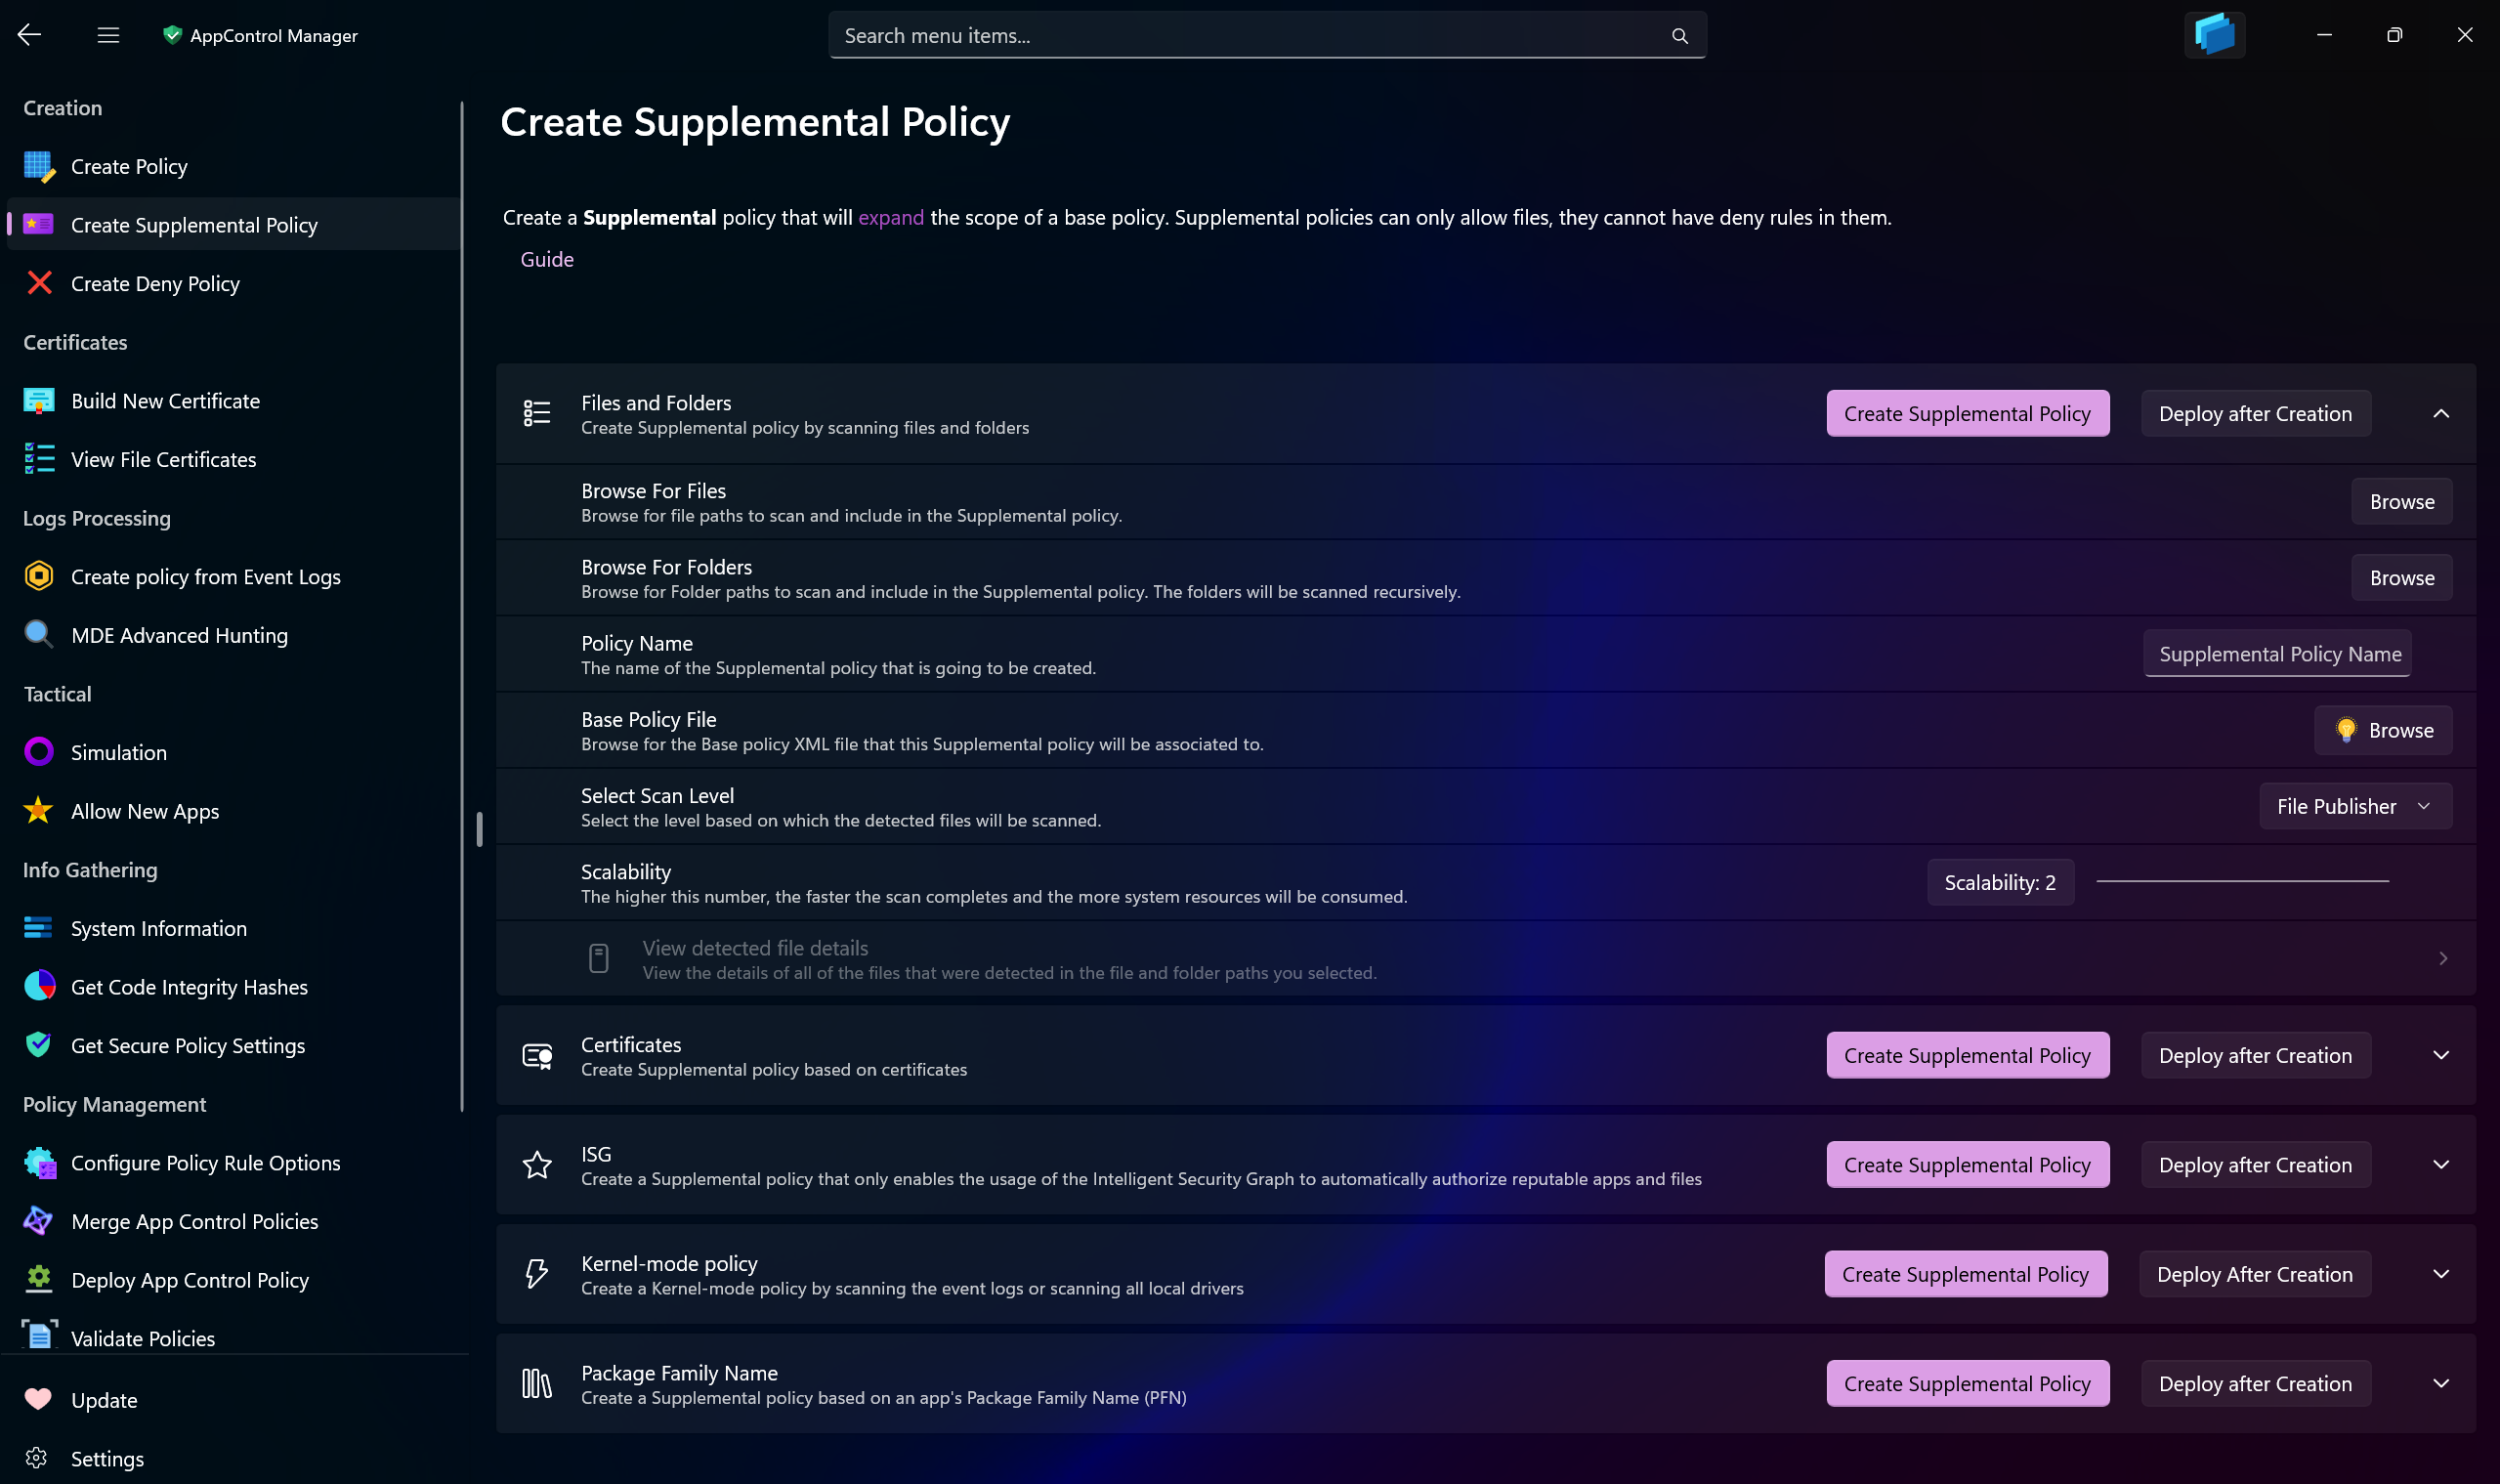 AppControl Manager
Search menu items...
Creation
Create Policy
Create Supplemental Policy
Create Deny Policy
Certificates
Build New Certificate
View File Certificates
Logs Processing
Create policy from Event Logs
MDE Advanced Hunting
Tactical
Simulation
Allow New Apps
Info Gathering
System Information
Get Code Integrity Hashes
Get Secure Policy Settings
Policy Management
Configure Policy Rule Options
Merge App Control Policies
Deploy App Control Policy
Validate Policies
Update
Settings
Create Supplemental Policy
Create a Supplemental policy that will expand the scope of a base policy. Supplemental policies can only allow files, they cannot have deny rules in them.
Guide
Files and Folders
Create Supplemental policy by scanning files and folders
Create Supplemental Policy
Deploy after Creation
Browse For Files
Browse for file paths to scan and include in the Supplemental policy.
Browse
Browse For Folders
Browse for Folder paths to scan and include in the Supplemental policy. The folders will be scanned recursively.
Browse
Policy Name
The name of the Supplemental policy that is going to be created.
Supplemental Policy Name
Base Policy File
Browse for the Base policy XML file that this Supplemental policy will be associated to.
Browse
Select Scan Level
Select the level based on which the detected files will be scanned.
File Publisher
Scalability
The higher this number, the faster the scan completes and the more system resources will be consumed.
Scalability: 2
View detected file details
View the details of all of the files that were detected in the file and folder paths you selected.
Certificates
Create Supplemental policy based on certificates
Create Supplemental Policy
Deploy after Creation
ISG
Create a Supplemental policy that only enables the usage of the Intelligent Security Graph to automatically authorize reputable apps and files
Create Supplemental Policy
Deploy after Creation
Kernel-mode policy
Create a Kernel-mode policy by scanning the event logs or scanning all local drivers
Create Supplemental Policy
Deploy After Creation
Package Family Name
Create a Supplemental policy based on an app's Package Family Name (PFN)
Create Supplemental Policy
Deploy after Creation